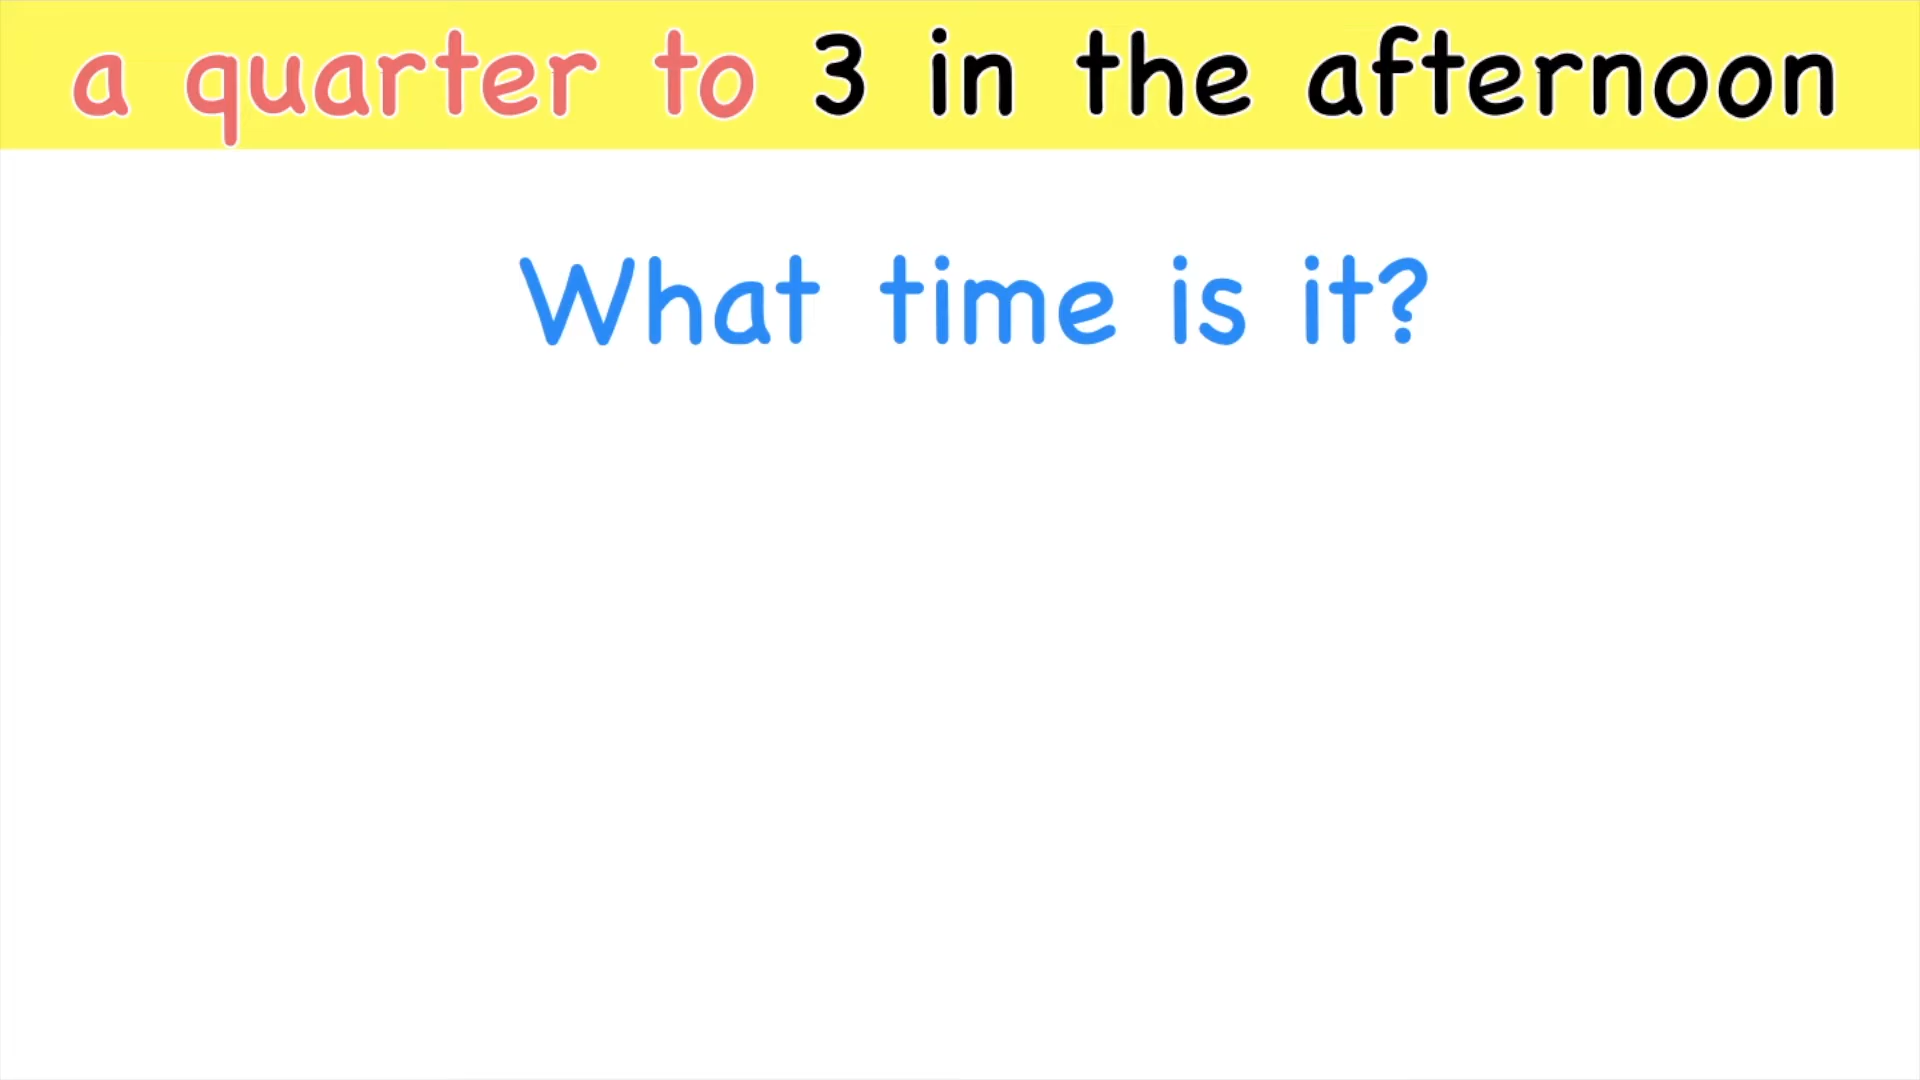 a quarter to 3 in the afternoon
What time is it?